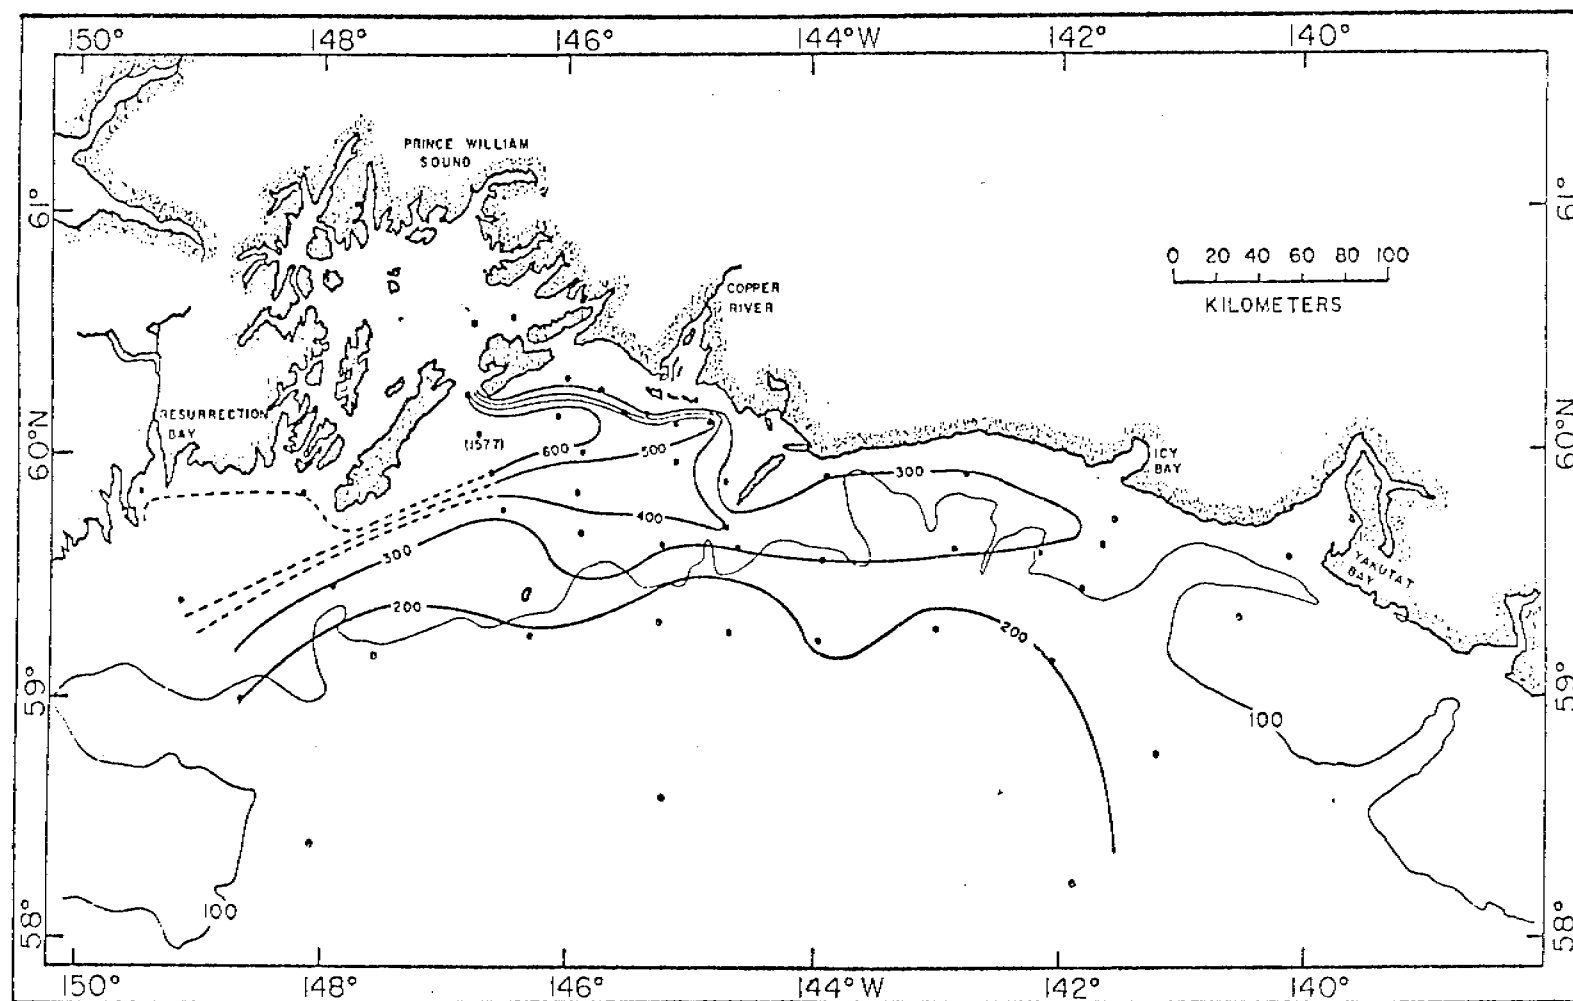 150° 148° 146° 144°W 142° 140°
PRINCE WILLIAM
SOUND
61° 61°
0 20 40 60 80 100
KILOMETERS
COPPER
RIVER
RESURRECTION
BAY
60°N 60°N
(1577)
600 500
ICY
BAY
300
400
300
YAKUTAT
BAY
200 200
59° 59°
100
100
58° 58°
150° 148° 146° 144°W 142° 140°